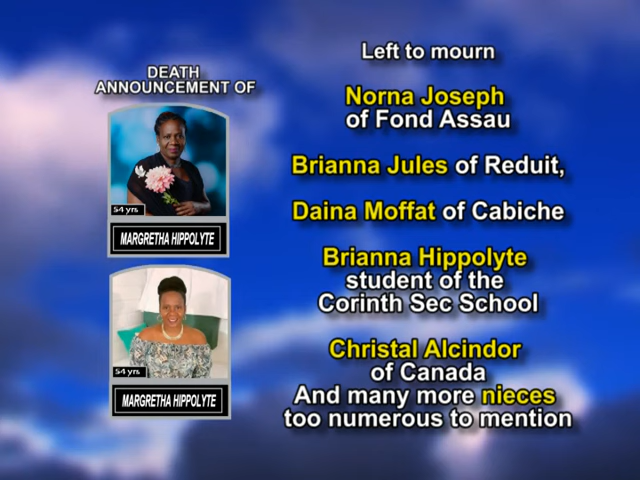 DEATH
ANNOUNCEMENT OF
54 yrs
MARGRETHA HIPPOLYTE
54 yrs
MARGRETHA HIPPOLYTE
Left to mourn
Norna Joseph
of Fond Assau
Brianna Jules of Reduit,
Daina Moffat of Cabiche
Brianna Hippolyte
student of the
Corinth Sec School
Christal Alcindor
of Canada
And many more nieces
too numerous to mention